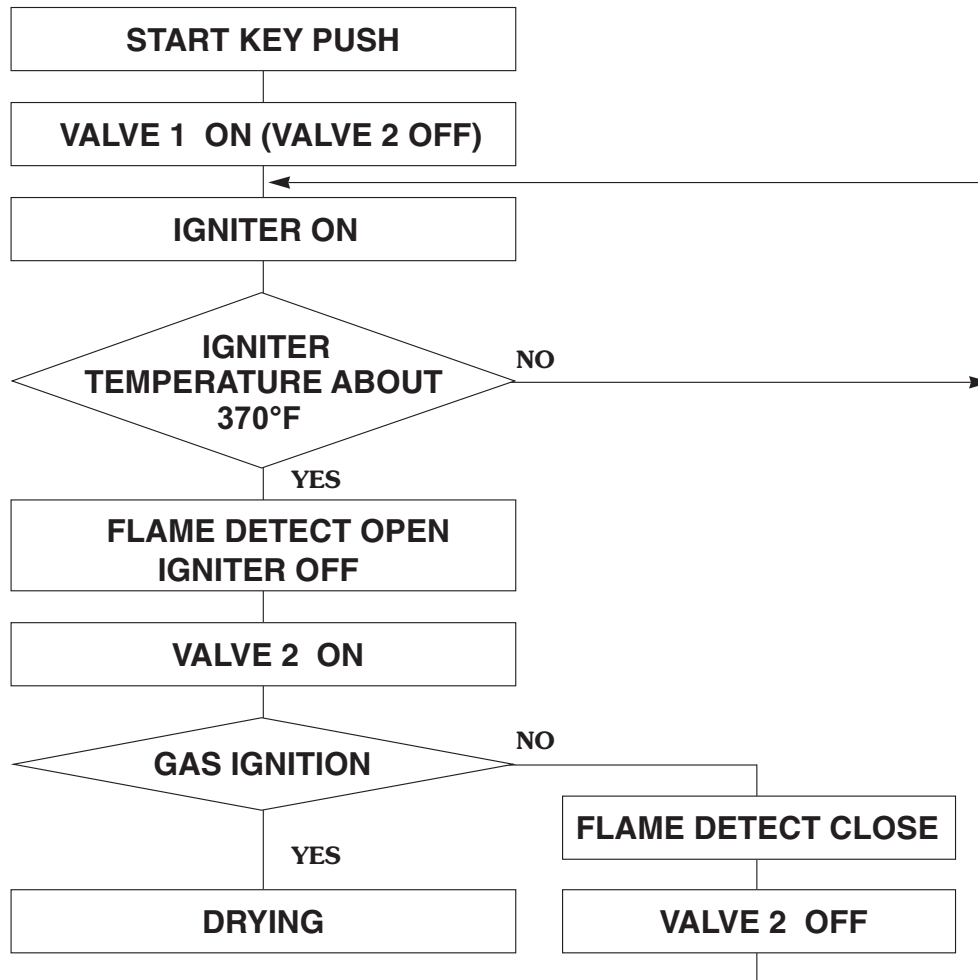 START KEY PUSH
VALVE 1 ON (VALVE 2 OFF)
IGNITER ON
IGNITER
TEMPERATURE ABOUT
370°F
NO
YES
FLAME DETECT OPEN
IGNITER OFF
VALVE 2 ON
GAS IGNITION
NO
FLAME DETECT CLOSE
YES
DRYING
VALVE 2 OFF